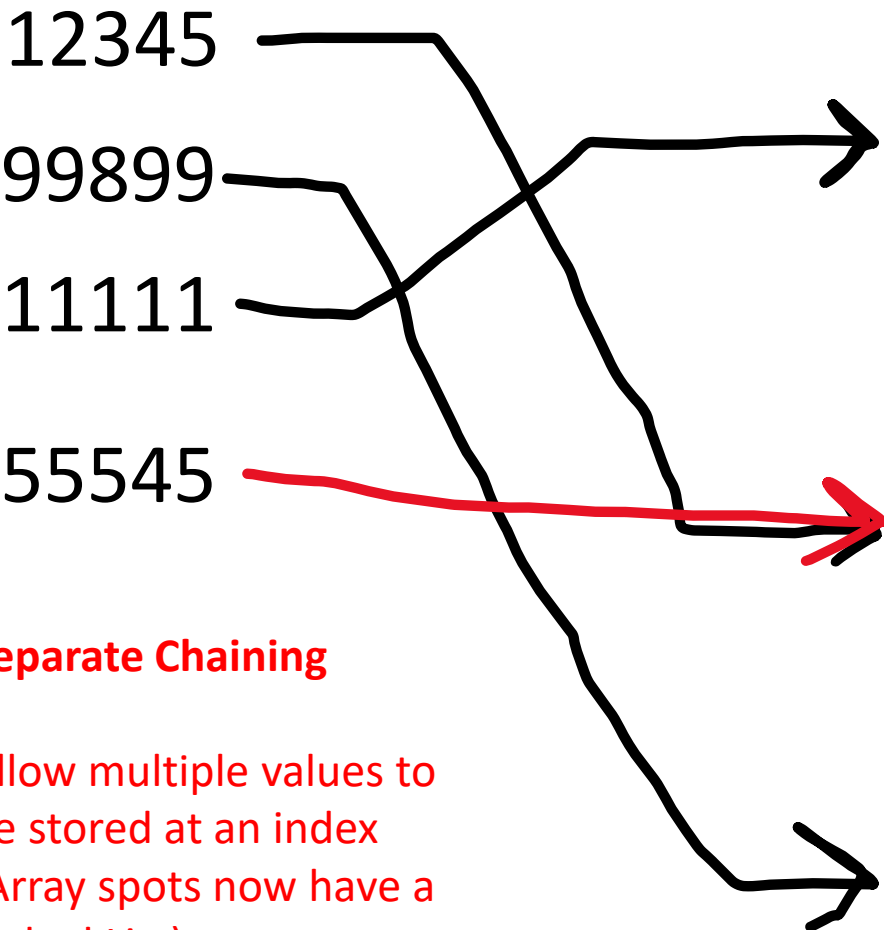 12345
99899
11111
55545
eparate Chaining
llow multiple values to
e stored at an index
Array spots now have a